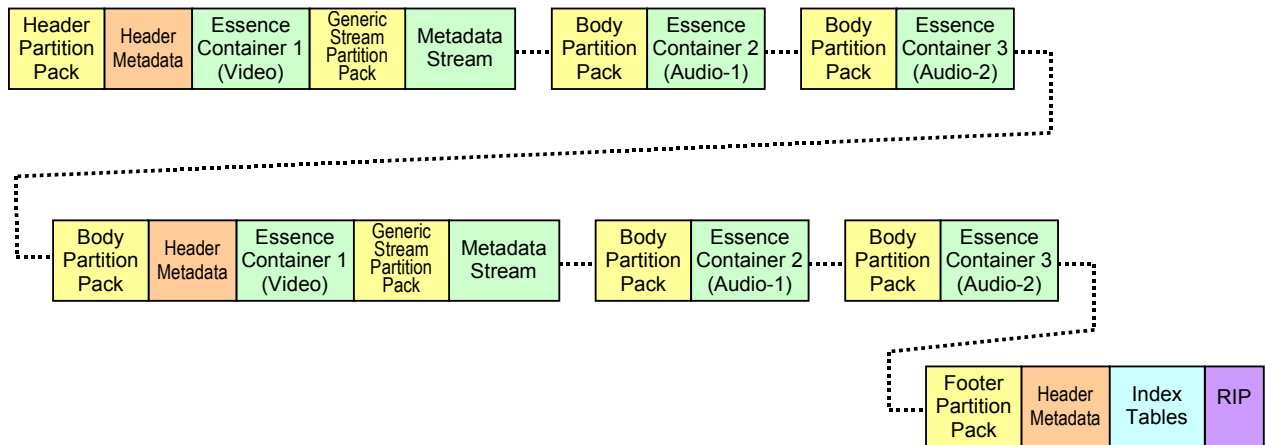 Header
Partition
Pack
Header
Metadata
Essence
Container 1
(Video)
Generic
Stream
Partition
Pack
Metadata
Stream
Body
Partition
Pack
Essence
Container 2
(Audio-1)
Body
Partition
Pack
Essence
Container 3
(Audio-2)
Body
Partition
Pack
Header
Metadata
Essence
Container 1
(Video)
Generic
Stream
Partition
Pack
Metadata
Stream
Body
Partition
Pack
Essence
Container 2
(Audio-1)
Body
Partition
Pack
Essence
Container 3
(Audio-2)
Footer
Partition
Pack
Header
Metadata
Index
Tables
RIP